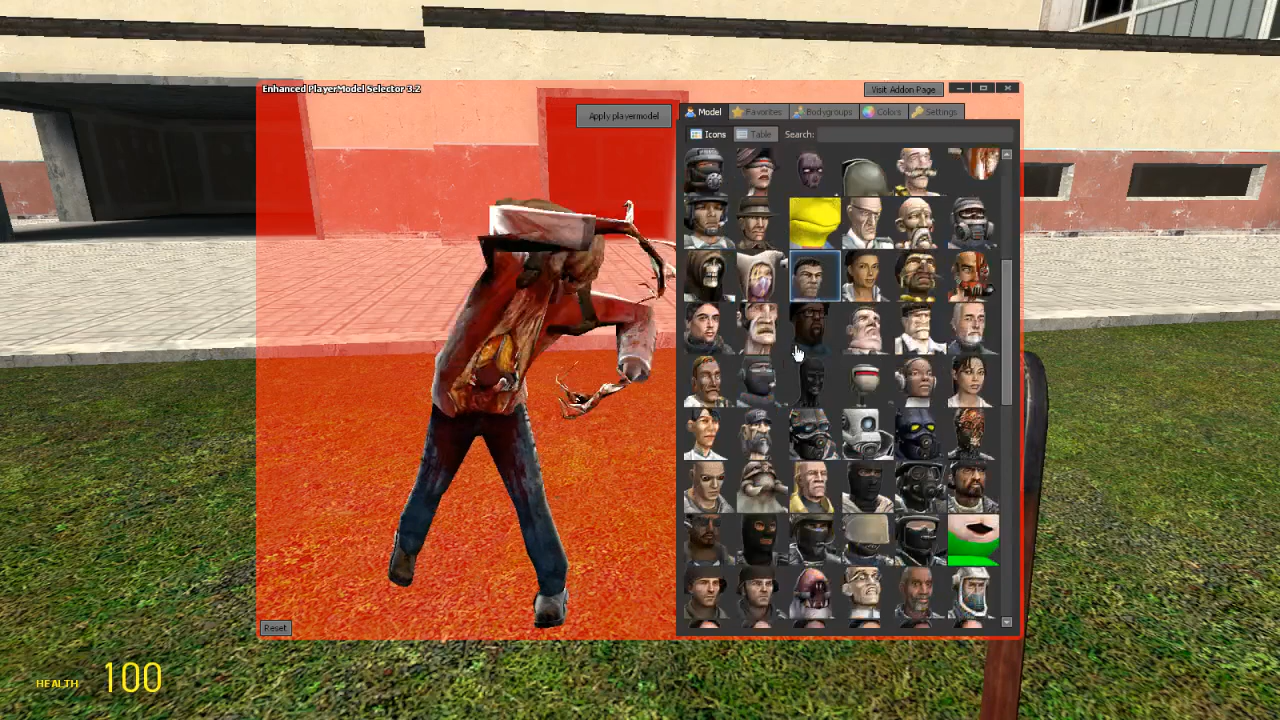 Enhanced PlayerModel Selector 3.2
Visit Addon Page
Apply playermodel
Model
Favorites
Bodygroups
Colors
Settings
Icons
Table
Search:
Reset
HEALTH 100